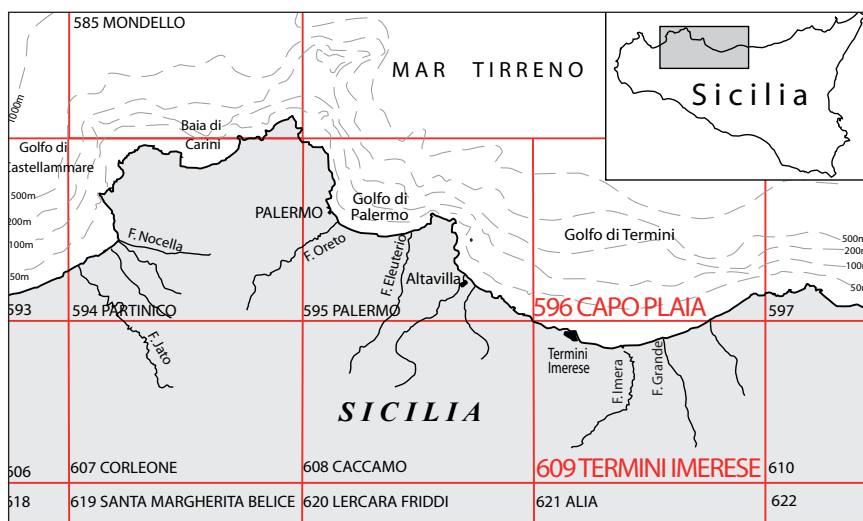 585 MONDELLO
MAR TIRRENO
Sicilia
1000m
Baia di
Carini
Golfo di
Castellammare
500m
200m
100m
50m
Golfo di
Palermo
PALERMO
F. Nocella
F. Oreto
F. Eleuterio
Altavilla
Golfo di Termini
500m
200m
100m
50m
593
594 PARTINICO
595 PALERMO
596 CAPO PLAIA
597
F. Jato
Termini
Imerese
F. Imera
F. Grande
SICILIA
606
607 CORLEONE
608 CACCAMO
609 TERMINI IMERESE
610
618
619 SANTA MARGHERITA BELICE
620 LERCARA FRIDDI
621 ALIA
622